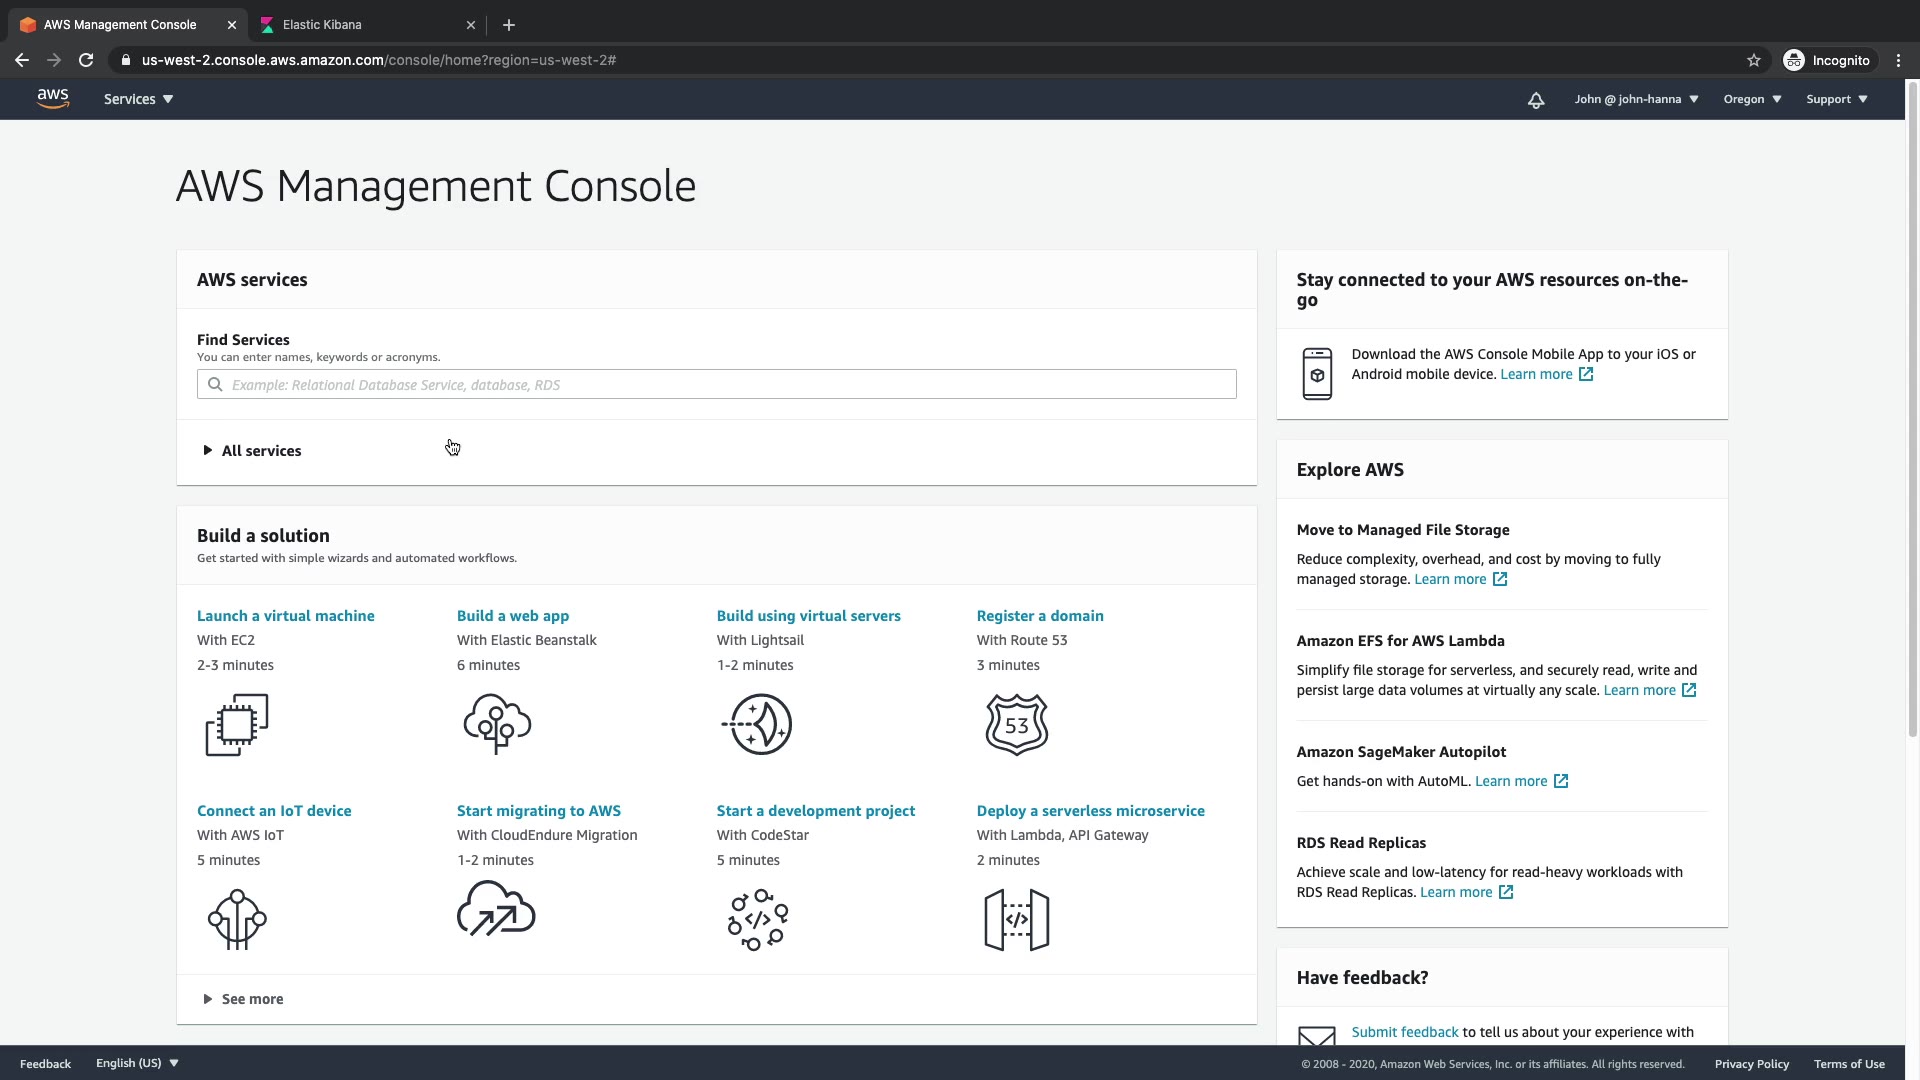 AWS Management Console
Elastic Kibana
us-west-2.console.aws.amazon.com/console/home?region=us-west-2#
Incognito
aws
Services
John @ john-hanna
Oregon
Support
AWS Management Console
AWS services
Find Services
You can enter names, keywords or acronyms.
Example: Relational Database Service, database, RDS
All services
Build a solution
Get started with simple wizards and automated workflows.
Launch a virtual machine
With EC2
2-3 minutes
Build a web app
With Elastic Beanstalk
6 minutes
Build using virtual servers
With Lightsail
1-2 minutes
Register a domain
With Route 53
3 minutes
53
Connect an IoT device
With AWS IoT
5 minutes
Start migrating to AWS
With CloudEndure Migration
1-2 minutes
Start a development project
With CodeStar
5 minutes
</>
Deploy a serverless microservice
With Lambda, API Gateway
2 minutes
</>
See more
Stay connected to your AWS resources on-the-
go
Download the AWS Console Mobile App to your iOS or
Android mobile device. Learn more
Explore AWS
Move to Managed File Storage
Reduce complexity, overhead, and cost by moving to fully
managed storage. Learn more
Amazon EFS for AWS Lambda
Simplify file storage for serverless, and securely read, write and
persist large data volumes at virtually any scale. Learn more
Amazon SageMaker Autopilot
Get hands-on with AutoML. Learn more
RDS Read Replicas
Achieve scale and low-latency for read-heavy workloads with
RDS Read Replicas. Learn more
Have feedback?
Submit feedback to tell us about your experience with
Feedback
English (US)
© 2008 - 2020, Amazon Web Services, Inc. or its affiliates. All rights reserved.
Privacy Policy
Terms of Use